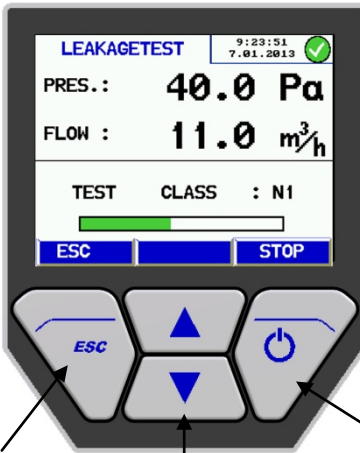 LEAKAGETEST 9:23:51
7.01.2013
PRES.: 40.0 Pa
FLOW : 11.0 m³/h
TEST CLASS : N1
ESC STOP
ESC